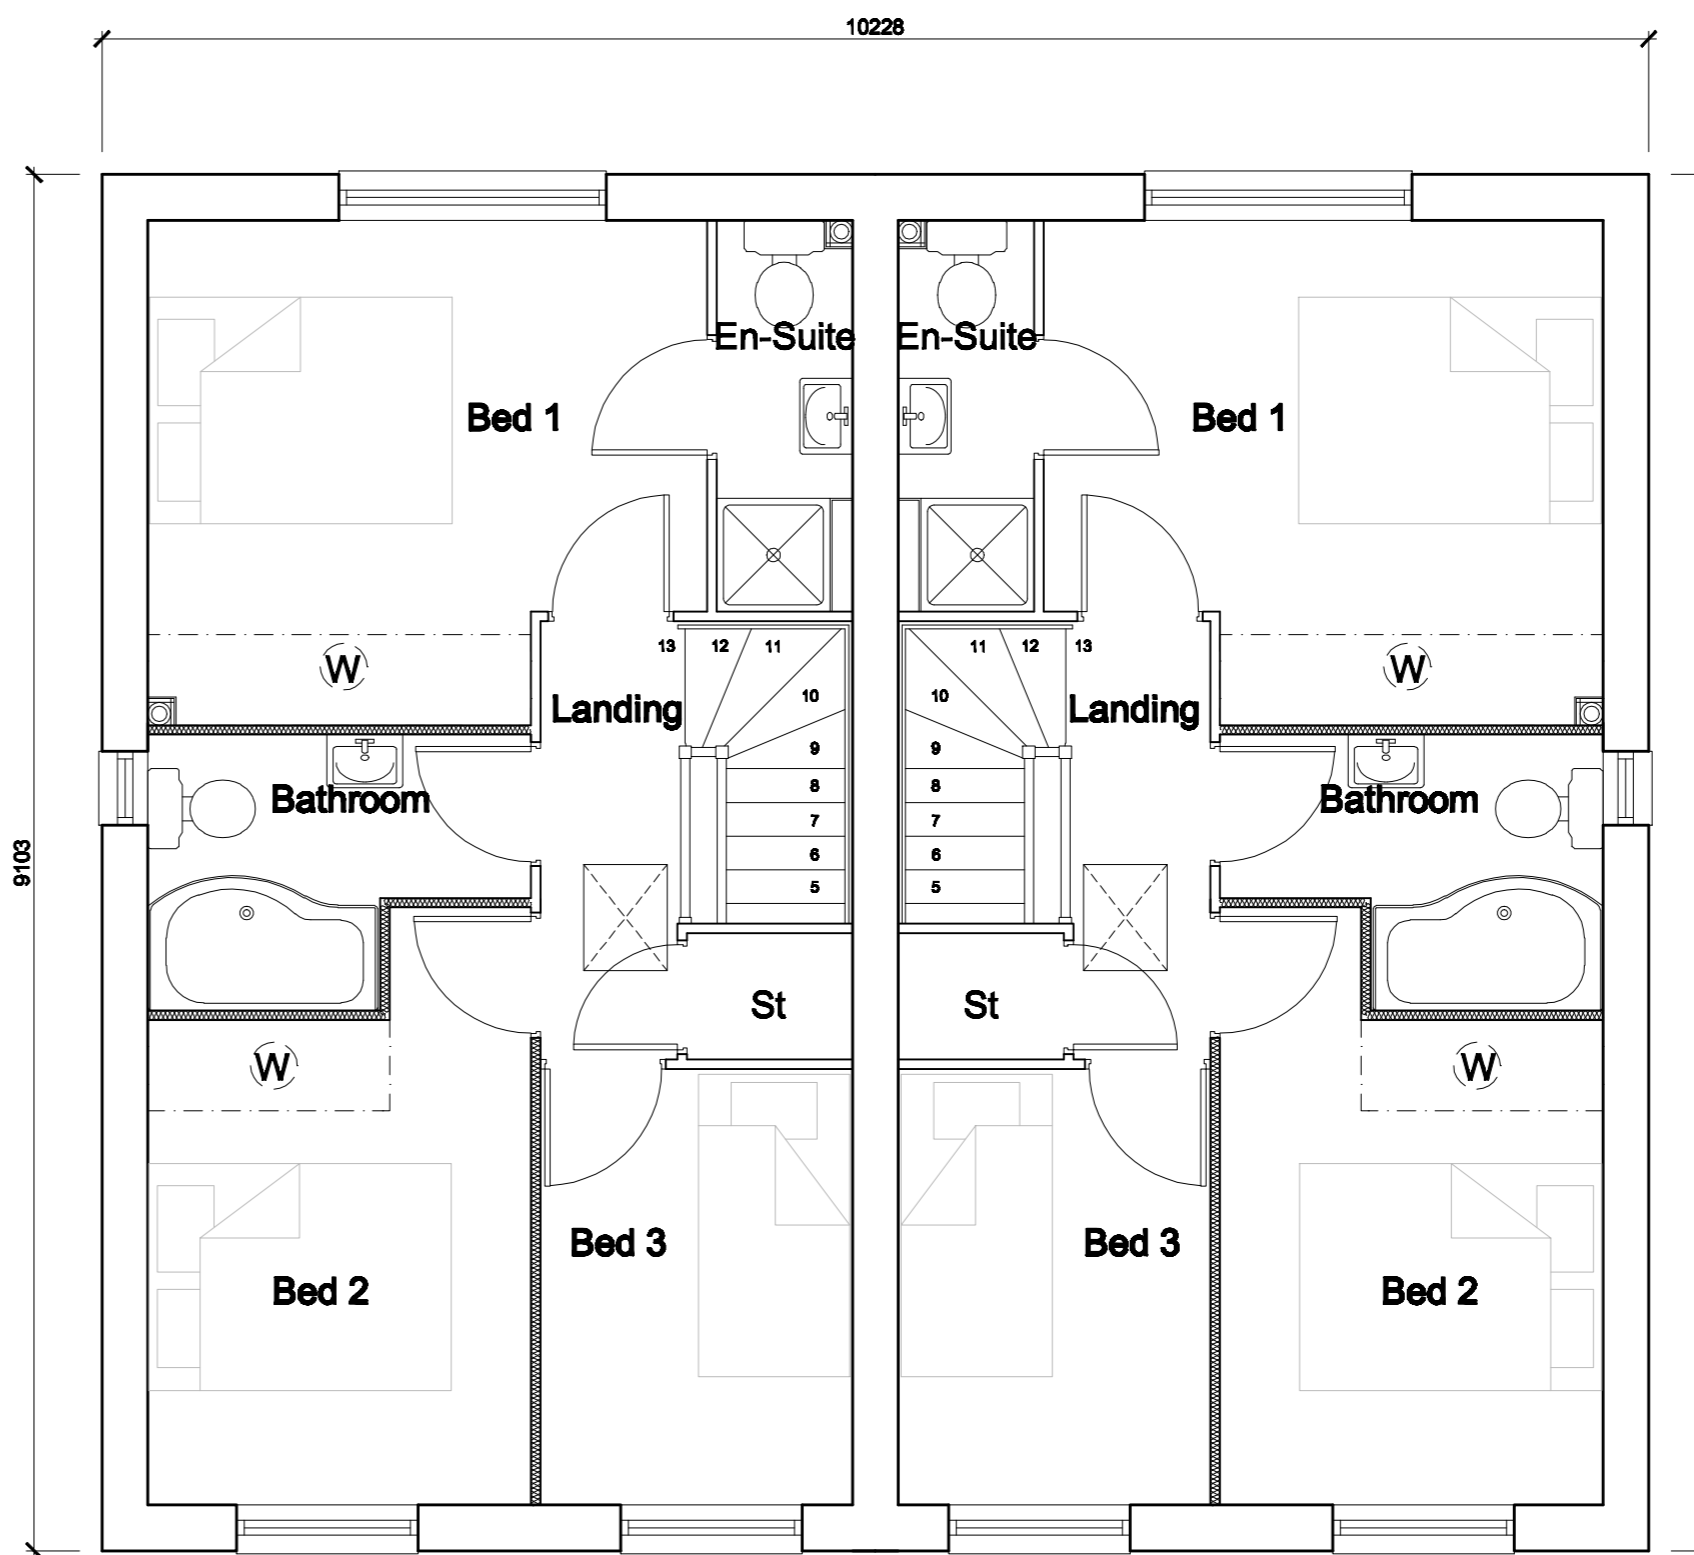 10228
En-Suite En-Suite
Bed 1 Bed 1
13 12 11 11 12 13
W W
10 10
Landing Landing
9 9
8 8
Bathroom Bathroom
7 7
6 6
9103
5 5
St St
W W
Bed 3 Bed 3
Bed 2 Bed 2